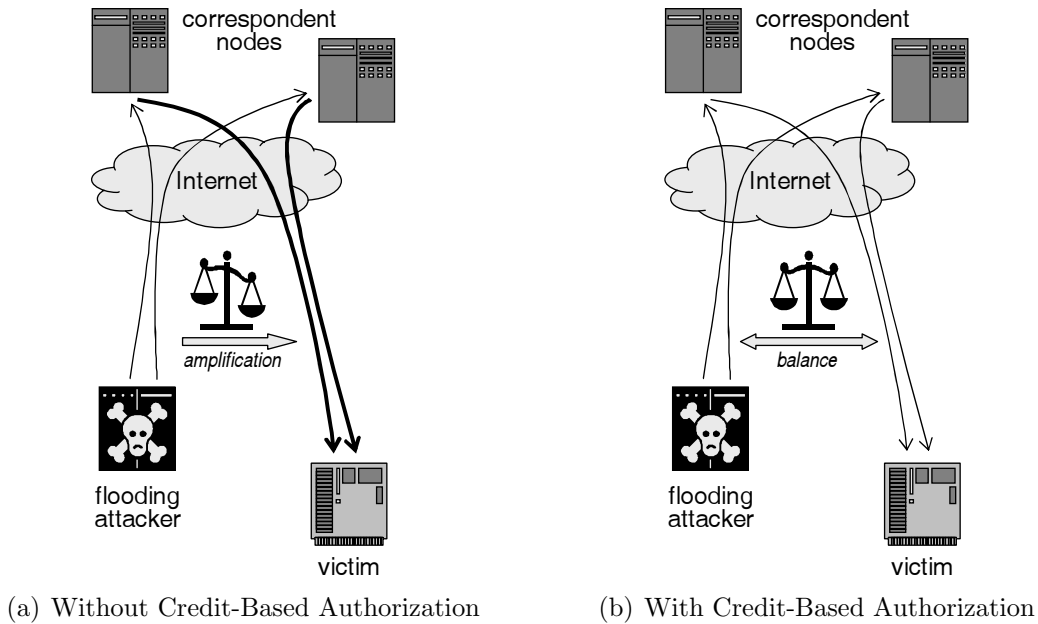 correspondent
nodes
Internet
amplification
flooding
attacker
victim
(a) Without Credit-Based Authorization
correspondent
nodes
Internet
balance
flooding
attacker
victim
(b) With Credit-Based Authorization